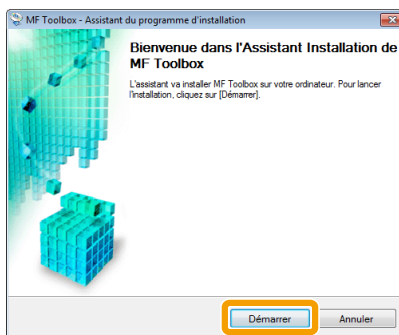 MF Toolbox - Assistant du programme d'installation
Bienvenue dans l'Assistant Installation de
MF Toolbox
L'assistant va installer MF Toolbox sur votre ordinateur. Pour lancer
l'installation, cliquez sur [Démarrer].
Démarrer
Annuler